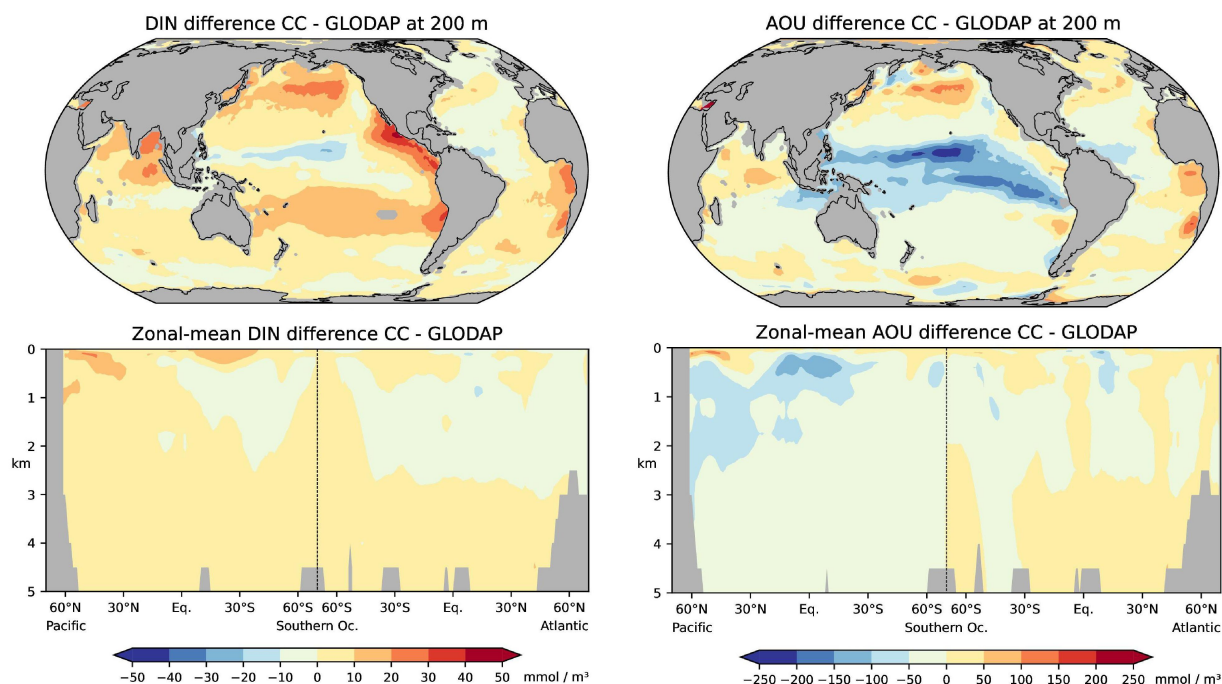 DIN difference CC - GLODAP at 200 m
AOU difference CC - GLODAP at 200 m
Zonal-mean DIN difference CC - GLODAP
0
1
2
km
3
4
5
60°N 30°N Eq. 30°S 60°S 60°S 30°S Eq. 30°N 60°N
Pacific Southern Oc. Atlantic
−50 −40 −30 −20 −10 0 10 20 30 40 50 mmol / m³
Zonal-mean AOU difference CC - GLODAP
0
1
2
km
3
4
5
60°N 30°N Eq. 30°S 60°S 60°S 30°S Eq. 30°N 60°N
Pacific Southern Oc. Atlantic
−250 −200 −150 −100 −50 0 50 100 150 200 250 mmol / m³